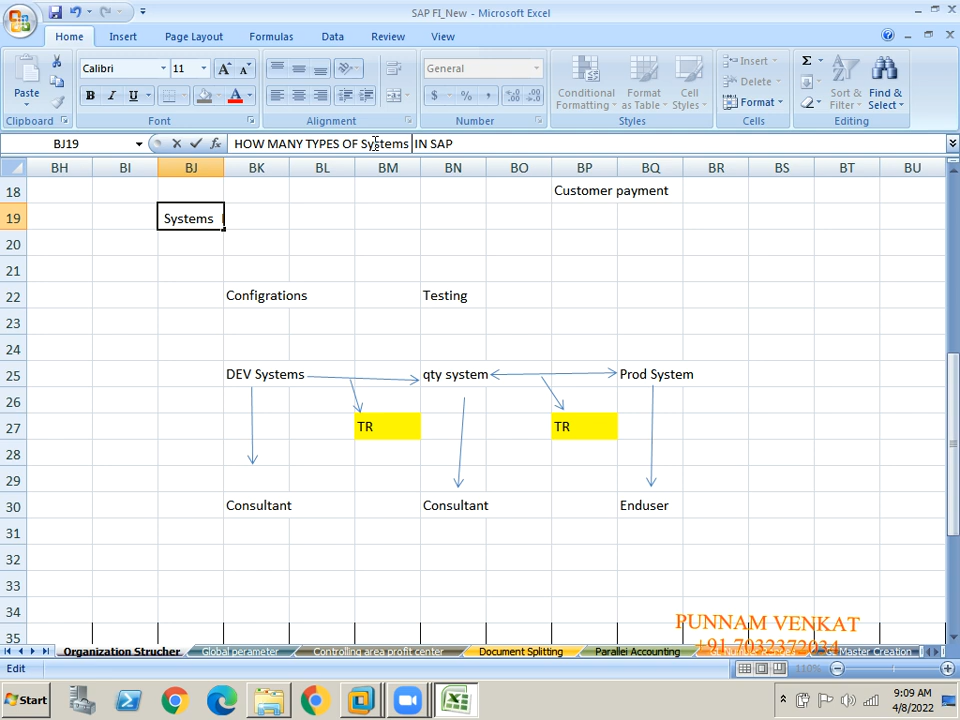 SAP FI_New - Microsoft Excel
Home Insert Page Layout Formulas Data Review View
Paste
Calibri 11
General
Conditional Formatting
Format as Table
Cell Styles
Insert
Delete
Format
Sort & Filter
Find & Select
Clipboard Font Alignment Number Styles Cells Editing
BJ19 HOW MANY TYPES OF Systems IN SAP
BH BI BJ BK BL BM BN BO BP BQ BR BS BT BU
18 Customer payment
19 Systems
20
21
22 Configrations Testing
23
24
25 DEV Systems qty system Prod System
26
27 TR TR
28
29
30 Consultant Consultant Enduser
31
32
33
34
35
PUNNAM VENKAT
+91 7032372034
Organization Strucher Global perameter Controlling area profit center Document Splitting Parallei Accounting Master Creation
Edit 110%
Start
9:09 AM
4/8/2022